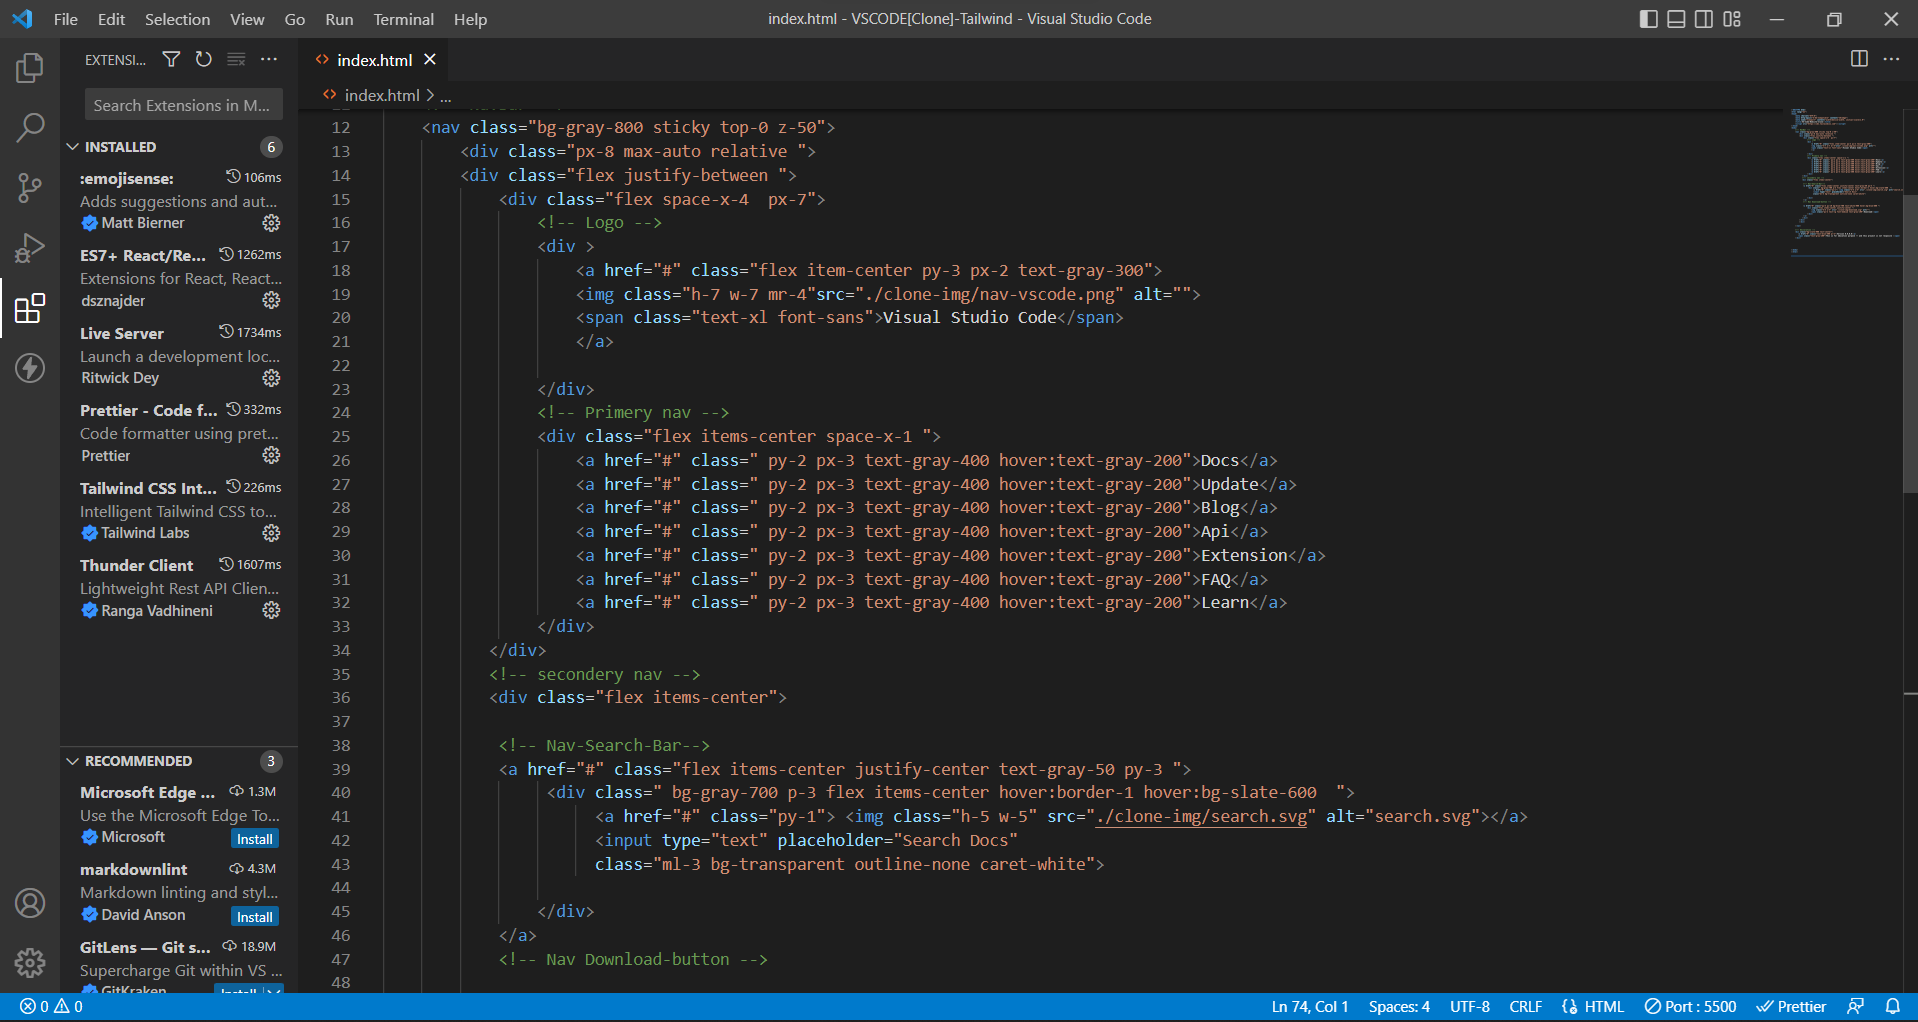 File Edit Selection View Go Run Terminal Help
index.html - VSCODE[Clone]-Tailwind - Visual Studio Code
EXTENSI...
Search Extensions in M...
INSTALLED 6
:emojisense: 106ms
Adds suggestions and aut...
Matt Bierner
ES7+ React/Re... 1262ms
Extensions for React, React...
dsznajder
Live Server 1734ms
Launch a development loc...
Ritwick Dey
Prettier - Code f... 332ms
Code formatter using pret...
Prettier
Tailwind CSS Int... 226ms
Intelligent Tailwind CSS to...
Tailwind Labs
Thunder Client 1607ms
Lightweight Rest API Clien...
Ranga Vadhineni
RECOMMENDED 3
Microsoft Edge ... 1.3M
Use the Microsoft Edge To...
Microsoft Install
markdownlint 4.3M
Markdown linting and styl...
David Anson Install
GitLens — Git s... 18.9M
Supercharge Git within VS ...
GitKraken Install
index.html
index.html > ...
12 <nav class="bg-gray-800 sticky top-0 z-50">
13 <div class="px-8 max-auto relative ">
14 <div class="flex justify-between ">
15 <div class="flex space-x-4  px-7">
16 <!-- Logo -->
17 <div >
18 <a href="#" class="flex item-center py-3 px-2 text-gray-300">
19 <img class="h-7 w-7 mr-4"src="./clone-img/nav-vscode.png" alt="">
20 <span class="text-xl font-sans">Visual Studio Code</span>
21 </a>
22
23 </div>
24 <!-- Primery nav -->
25 <div class="flex items-center space-x-1 ">
26 <a href="#" class=" py-2 px-3 text-gray-400 hover:text-gray-200">Docs</a>
27 <a href="#" class=" py-2 px-3 text-gray-400 hover:text-gray-200">Update</a>
28 <a href="#" class=" py-2 px-3 text-gray-400 hover:text-gray-200">Blog</a>
29 <a href="#" class=" py-2 px-3 text-gray-400 hover:text-gray-200">Api</a>
30 <a href="#" class=" py-2 px-3 text-gray-400 hover:text-gray-200">Extension</a>
31 <a href="#" class=" py-2 px-3 text-gray-400 hover:text-gray-200">FAQ</a>
32 <a href="#" class=" py-2 px-3 text-gray-400 hover:text-gray-200">Learn</a>
33 </div>
34 </div>
35 <!-- secondery nav -->
36 <div class="flex items-center">
37
38 <!-- Nav-Search-Bar-->
39 <a href="#" class="flex items-center justify-center text-gray-50 py-3 ">
40 <div class=" bg-gray-700 p-3 flex items-center hover:border-1 hover:bg-slate-600  ">
41 <a href="#" class="py-1"> <img class="h-5 w-5" src="./clone-img/search.svg" alt="search.svg"></a>
42 <input type="text" placeholder="Search Docs"
43 class="ml-3 bg-transparent outline-none caret-white">
44
45 </div>
46 </a>
47 <!-- Nav Download-button -->
48
0 0 Ln 74, Col 1 Spaces: 4 UTF-8 CRLF HTML Port : 5500 Prettier